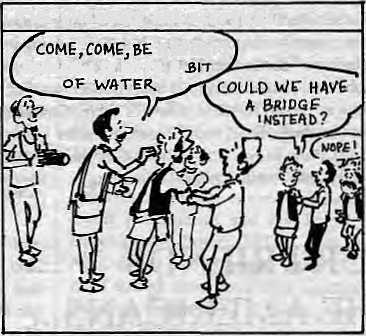 COME, COME, BE
BIT
OF WATER
COULD WE HAVE
A BRIDGE
INSTEAD?
NOPE!